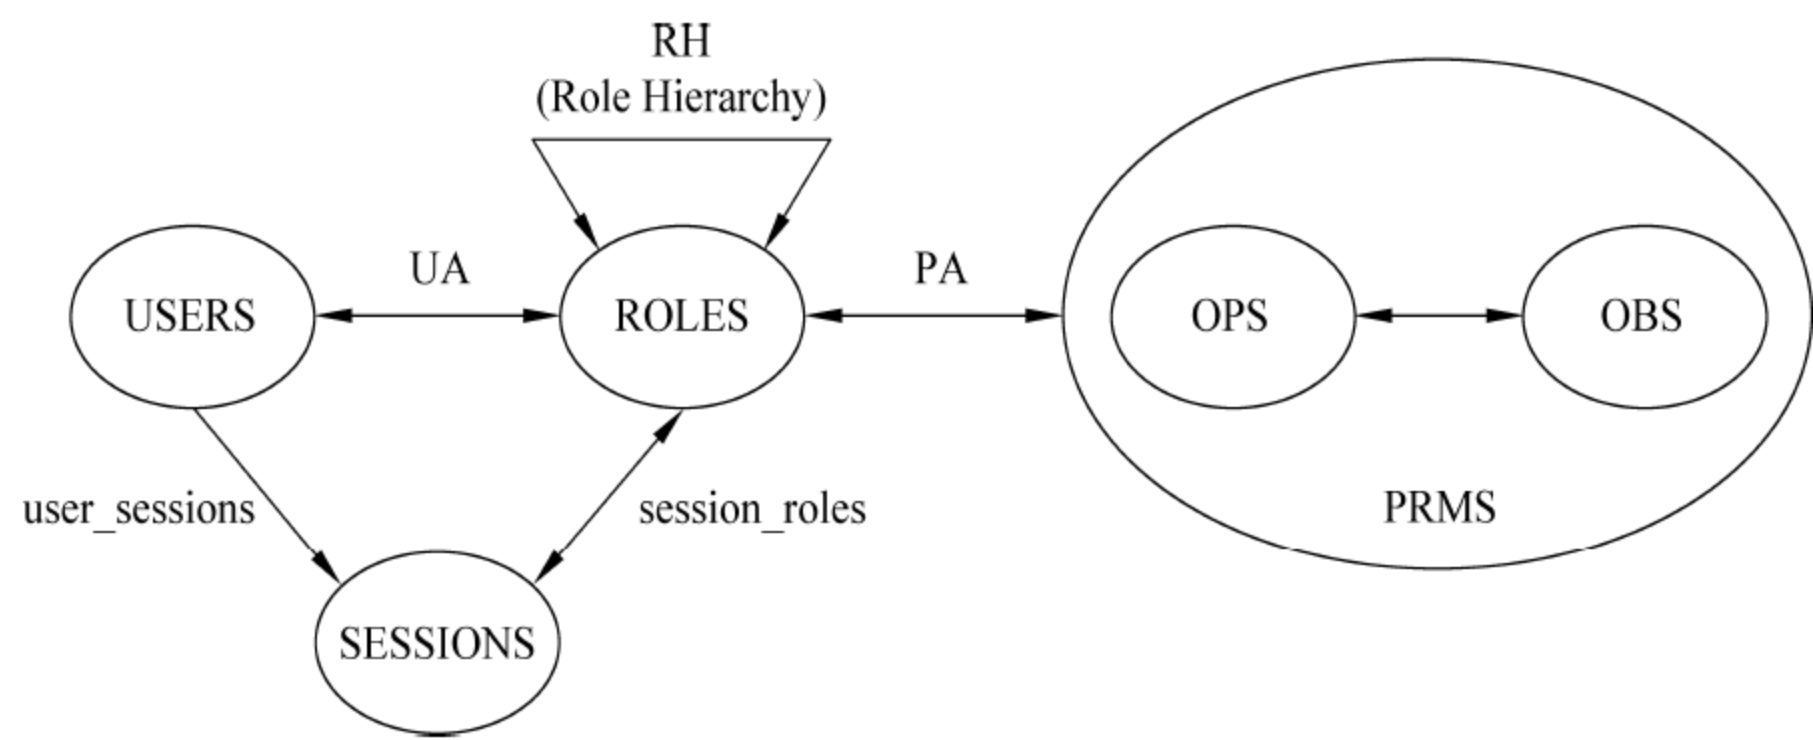 RH
(Role Hierarchy)
UA
PA
USERS
ROLES
OPS
OBS
user_sessions
session_roles
PRMS
SESSIONS